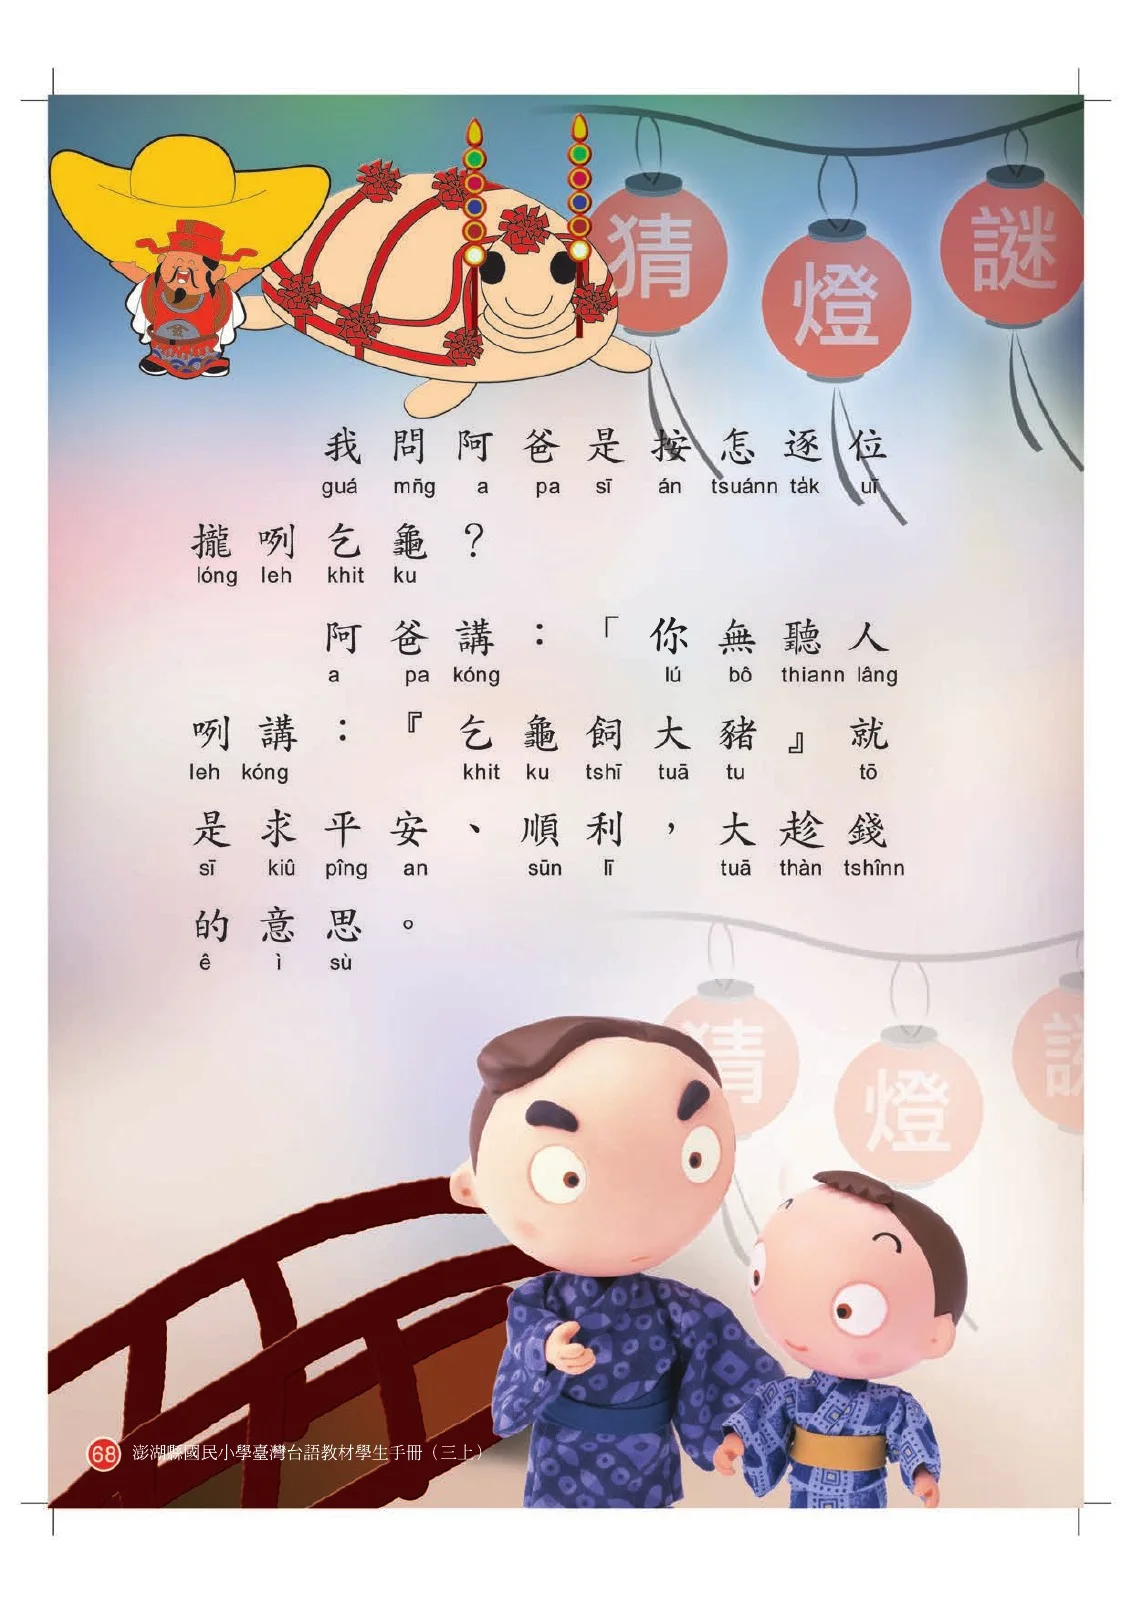 猜燈謎
我問阿爸是按怎逐位
guá mn̄g a pa sī án tsuánn ta̍k uī
攏咧乞龜？
lóng leh khit ku
阿爸講：「你無聽人
a pa kóng lú bô thiann lâng
咧講：『乞龜飼大豬』就
leh kóng khit ku tshī tuā tu tō
是求平安、順利，大趁錢
sī kiû pîng an sūn lī tuā thàn tshînn
的意思。
ê ì sù
猜燈謎
68 澎湖縣國民小學臺灣台語教材學生手冊（三上）